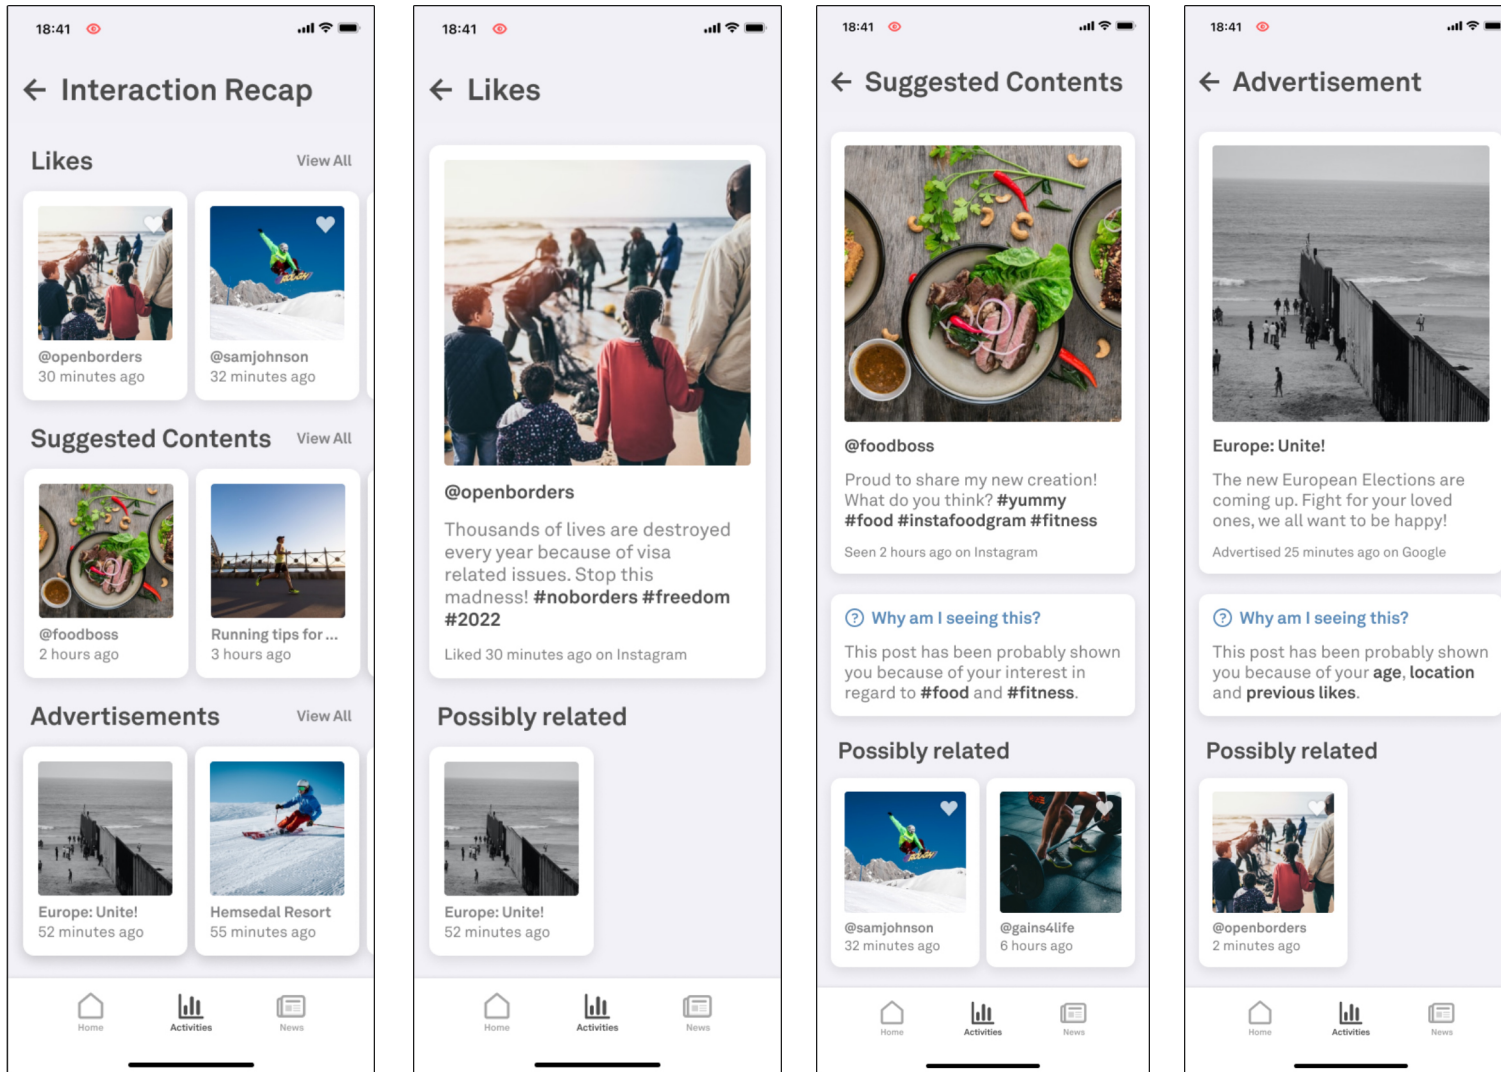 18:41
Interaction Recap
Likes View All
@openborders
30 minutes ago
@samjohnson
32 minutes ago
Suggested Contents View All
@foodboss
2 hours ago
Running tips for ...
3 hours ago
Advertisements View All
Europe: Unite!
52 minutes ago
Hemsedal Resort
55 minutes ago
Home Activities News
18:41
Likes
@openborders
Thousands of lives are destroyed
every year because of visa
related issues. Stop this
madness! #noborders #freedom
#2022
Liked 30 minutes ago on Instagram
Possibly related
Europe: Unite!
52 minutes ago
Home Activities News
18:41
Suggested Contents
@foodboss
Proud to share my new creation!
What do you think? #yummy
#food #instafoodgram #fitness
Seen 2 hours ago on Instagram
Why am I seeing this?
This post has been probably shown
you because of your interest in
regard to #food and #fitness.
Possibly related
@samjohnson
32 minutes ago
@gains4life
6 hours ago
Home Activities News
18:41
Advertisement
Europe: Unite!
The new European Elections are
coming up. Fight for your loved
ones, we all want to be happy!
Advertised 25 minutes ago on Google
Why am I seeing this?
This post has been probably shown
you because of your age, location
and previous likes.
Possibly related
@openborders
2 minutes ago
Home Activities News